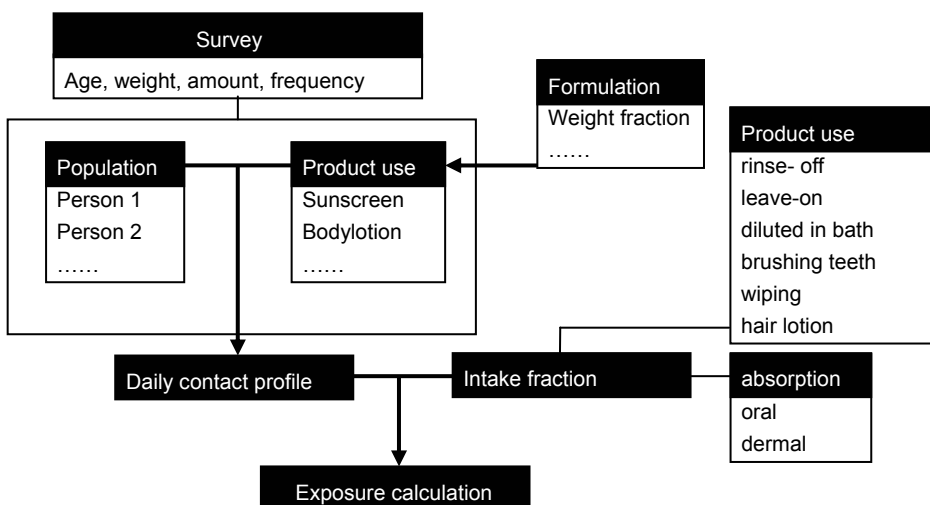 Survey
Age, weight, amount, frequency
Formulation
Weight fraction
……
Population
Person 1
Person 2
……
Product use
Sunscreen
Bodylotion
……
Product use
rinse- off
leave-on
diluted in bath
brushing teeth
wiping
hair lotion
Daily contact profile
Intake fraction
absorption
oral
dermal
Exposure calculation